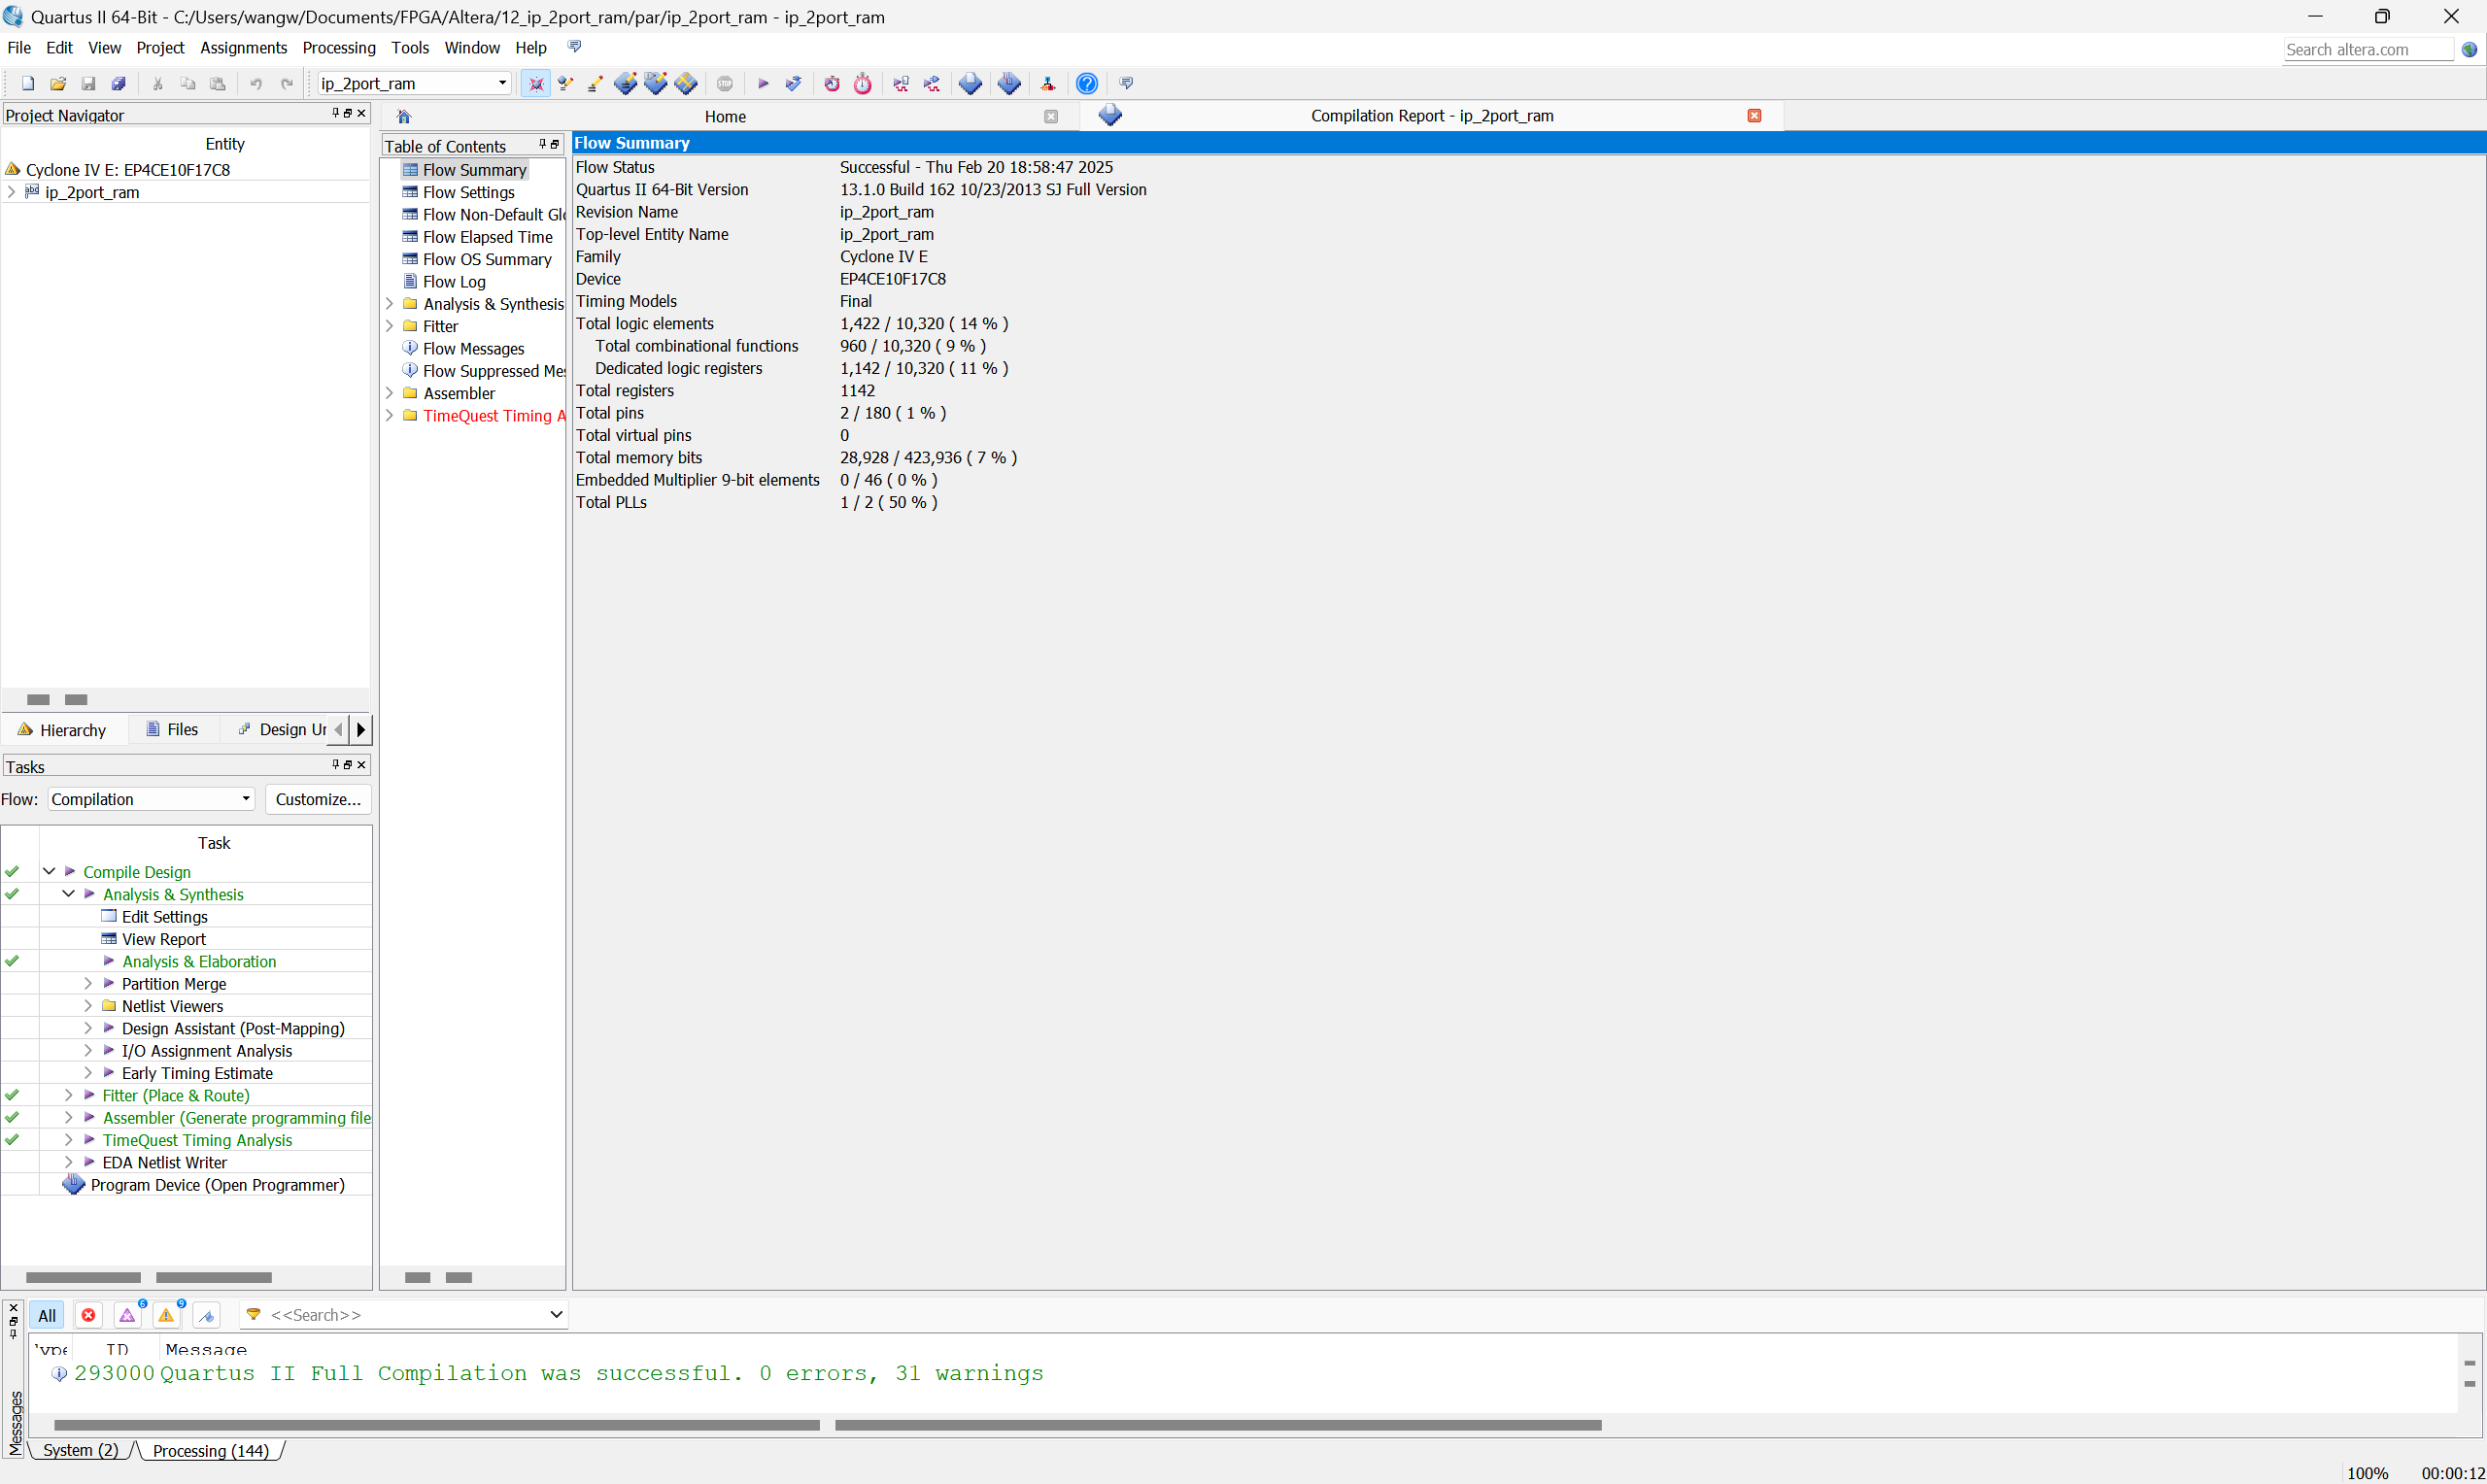 Quartus II 64-Bit - C:/Users/wangw/Documents/FPGA/Altera/12_ip_2port_ram/par/ip_2port_ram - ip_2port_ram
File Edit View Project Assignments Processing Tools Window Help
Search altera.com
ip_2port_ram
Project Navigator
Entity
Cyclone IV E: EP4CE10F17C8
ip_2port_ram
Hierarchy Files Design Un
Tasks
Flow: Compilation Customize...
Task
Compile Design
Analysis & Synthesis
Edit Settings
View Report
Analysis & Elaboration
Partition Merge
Netlist Viewers
Design Assistant (Post-Mapping)
I/O Assignment Analysis
Early Timing Estimate
Fitter (Place & Route)
Assembler (Generate programming file
TimeQuest Timing Analysis
EDA Netlist Writer
Program Device (Open Programmer)
Home
Compilation Report - ip_2port_ram
Table of Contents
Flow Summary
Flow Settings
Flow Non-Default Glo
Flow Elapsed Time
Flow OS Summary
Flow Log
Analysis & Synthesis
Fitter
Flow Messages
Flow Suppressed Mes
Assembler
TimeQuest Timing A
Flow Summary
Flow Status Successful - Thu Feb 20 18:58:47 2025
Quartus II 64-Bit Version 13.1.0 Build 162 10/23/2013 SJ Full Version
Revision Name ip_2port_ram
Top-level Entity Name ip_2port_ram
Family Cyclone IV E
Device EP4CE10F17C8
Timing Models Final
Total logic elements 1,422 / 10,320 ( 14 % )
Total combinational functions 960 / 10,320 ( 9 % )
Dedicated logic registers 1,142 / 10,320 ( 11 % )
Total registers 1142
Total pins 2 / 180 ( 1 % )
Total virtual pins 0
Total memory bits 28,928 / 423,936 ( 7 % )
Embedded Multiplier 9-bit elements 0 / 46 ( 0 % )
Total PLLs 1 / 2 ( 50 % )
All 6 9 <<Search>>
Type ID Message
293000 Quartus II Full Compilation was successful. 0 errors, 31 warnings
Messages
System (2) Processing (144)
100% 00:00:12